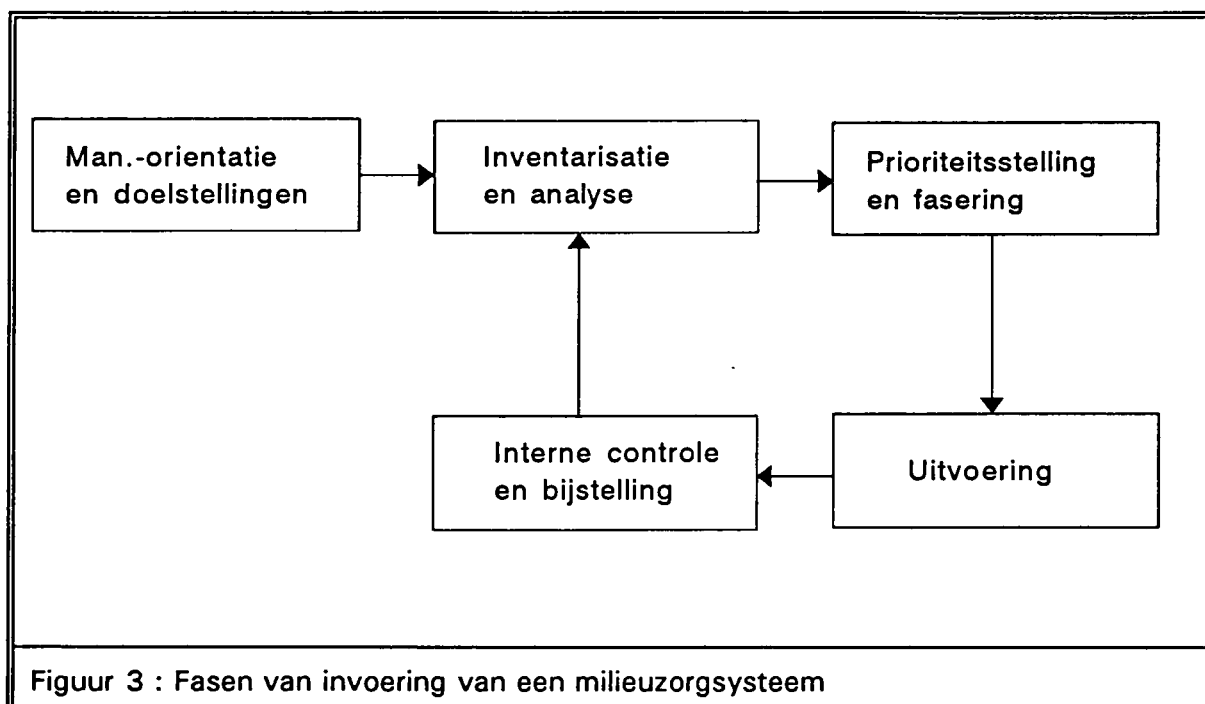 Man.-orientatie
en doelstellingen
Inventarisatie
en analyse
Prioriteitsstelling
en fasering
Interne controle
en bijstelling
Uitvoering
Figuur 3 : Fasen van invoering van een milieuzorgsysteem